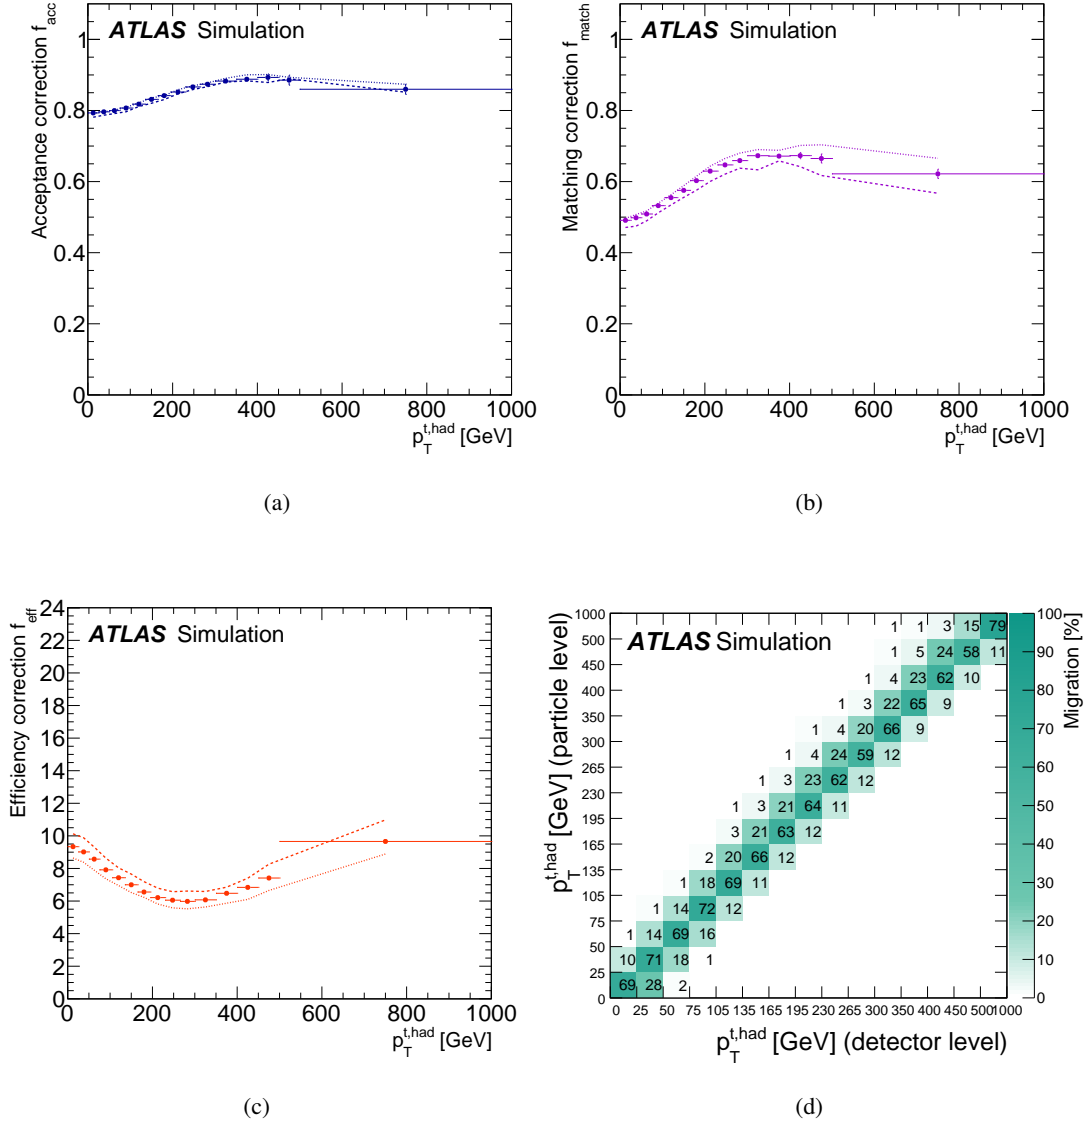 Acceptance correction f_acc
ATLAS Simulation
1
0.8
0.6
0.4
0.2
0
0 200 400 600 800 1000
p_T^{t,had} [GeV]
(a)
Matching correction f_match
ATLAS Simulation
1
0.8
0.6
0.4
0.2
0
0 200 400 600 800 1000
p_T^{t,had} [GeV]
(b)
Efficiency correction f_eff
ATLAS Simulation
24
22
20
18
16
14
12
10
8
6
4
2
0
0 200 400 600 800 1000
p_T^{t,had} [GeV]
(c)
p_T^{t,had} [GeV] (particle level)
ATLAS Simulation
1000
1 1 3 15 79
500
1 5 24 58 11
450
1 4 23 62 10
400
1 3 22 65 9
350
1 4 20 66 9
300
1 4 24 59 12
265
1 3 23 62 12
230
1 3 21 64 11
195
3 21 63 12
165
2 20 66 12
135
1 18 69 11
105
1 14 72 12
75
1 14 69 16
50
10 71 18 1
25
69 28 2
0
0 25 50 75 105 135 165 195 230 265 300 350 400 450 500 1000
p_T^{t,had} [GeV] (detector level)
Migration [%]
100
90
80
70
60
50
40
30
20
10
0
(d)